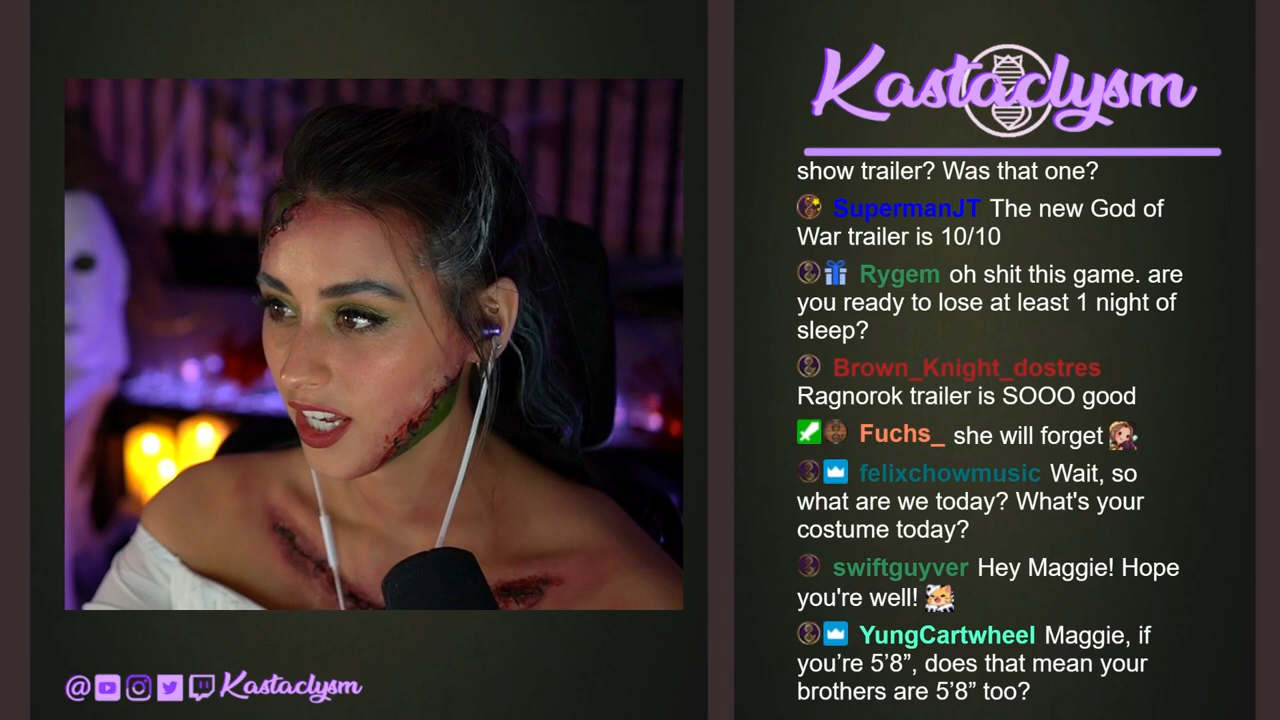 Kastaclysm
show trailer? Was that one?
SupermanJT The new God of
War trailer is 10/10
Rygem oh shit this game. are
you ready to lose at least 1 night of
sleep?
Brown_Knight_dostres
Ragnorok trailer is SOOO good
Fuchs_ she will forget
felixchowmusic Wait, so
what are we today? What's your
costume today?
swiftguyver Hey Maggie! Hope
you're well!
YungCartwheel Maggie, if
you’re 5’8”, does that mean your
brothers are 5’8” too?
@ Kastaclysm